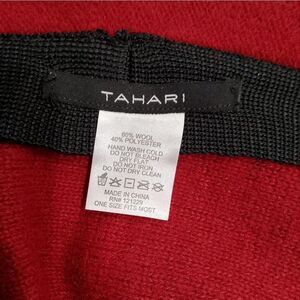 TAHARI
60% WOOL
40% POLYESTER
HAND WASH COLD
DO NOT BLEACH
DRY FLAT
DO NOT IRON
DO NOT DRY CLEAN
MADE IN CHINA
RN# 121229
ONE SIZE FITS MOST